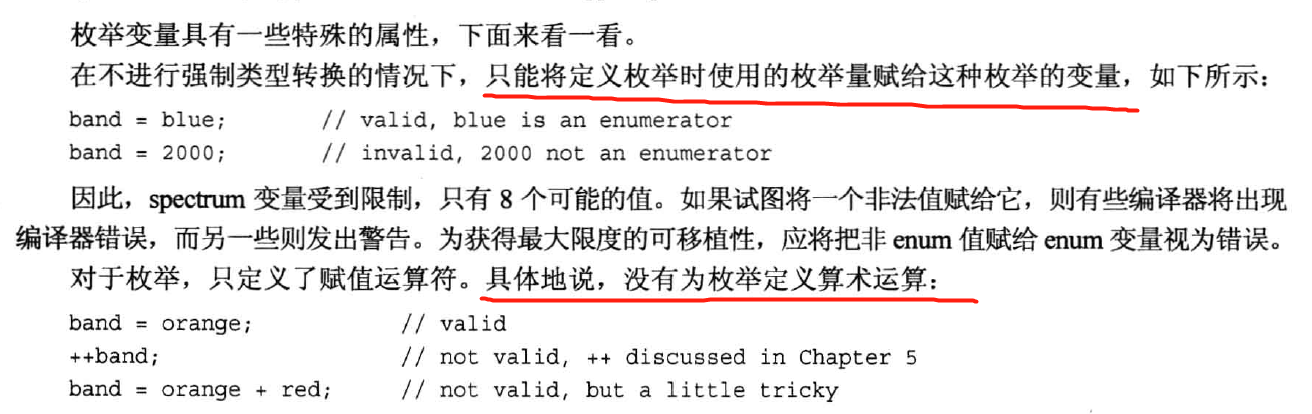 枚举变量具有一些特殊的属性，下面来看一看。
在不进行强制类型转换的情况下，只能将定义枚举时使用的枚举量赋给这种枚举的变量，如下所示：
band = blue;        // valid, blue is an enumerator
band = 2000;        // invalid, 2000 not an enumerator
因此，spectrum 变量受到限制，只有 8 个可能的值。如果试图将一个非法值赋给它，则有些编译器将出现
编译器错误，而另一些则发出警告。为获得最大限度的可移植性，应将把非 enum 值赋给 enum 变量视为错误。
对于枚举，只定义了赋值运算符。具体地说，没有为枚举定义算术运算：
band = orange;          // valid
++band;                 // not valid, ++ discussed in Chapter 5
band = orange + red;    // not valid, but a little tricky